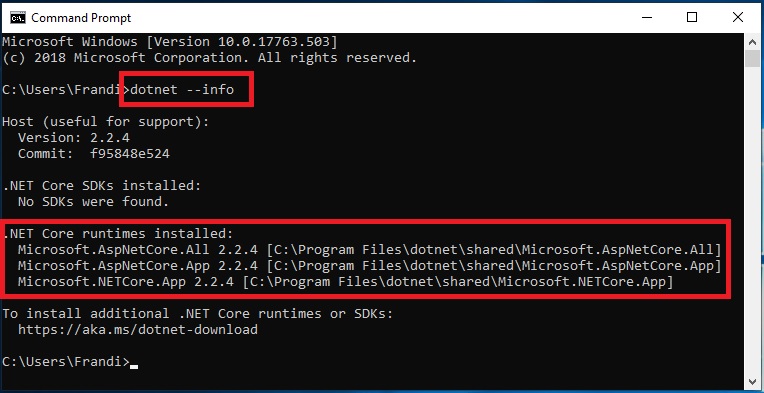 Command Prompt
Microsoft Windows [Version 10.0.17763.503]
(c) 2018 Microsoft Corporation. All rights reserved.
C:\Users\Frandi>dotnet --info
Host (useful for support):
  Version: 2.2.4
  Commit:  f95848e524
.NET Core SDKs installed:
  No SDKs were found.
.NET Core runtimes installed:
  Microsoft.AspNetCore.All 2.2.4 [C:\Program Files\dotnet\shared\Microsoft.AspNetCore.All]
  Microsoft.AspNetCore.App 2.2.4 [C:\Program Files\dotnet\shared\Microsoft.AspNetCore.App]
  Microsoft.NETCore.App 2.2.4 [C:\Program Files\dotnet\shared\Microsoft.NETCore.App]
To install additional .NET Core runtimes or SDKs:
  https://aka.ms/dotnet-download
C:\Users\Frandi>